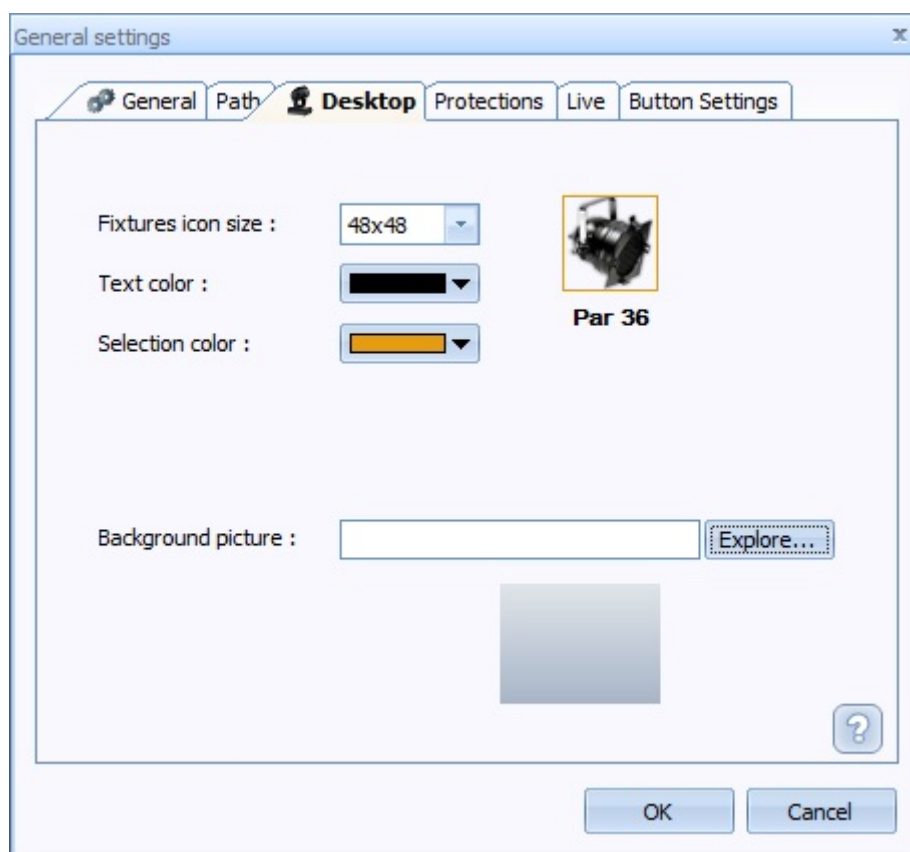 General settings x
General Path Desktop Protections Live Button Settings
Fixtures icon size : 48x48
Text color :
Par 36
Selection color :
Background picture : Explore...
?
OK Cancel